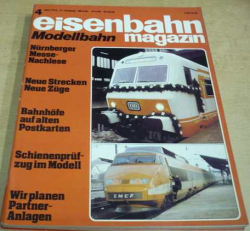 4
eisenbahn
Modellbahn magazin
Nürnberger
Messe-
Nachlese
Neue Strecken
Neue Züge
Bahnhöfe
auf alten
Postkarten
Schienenprüf-
zug im Modell
Wir planen
Partner-
Anlagen
DB
SNCF